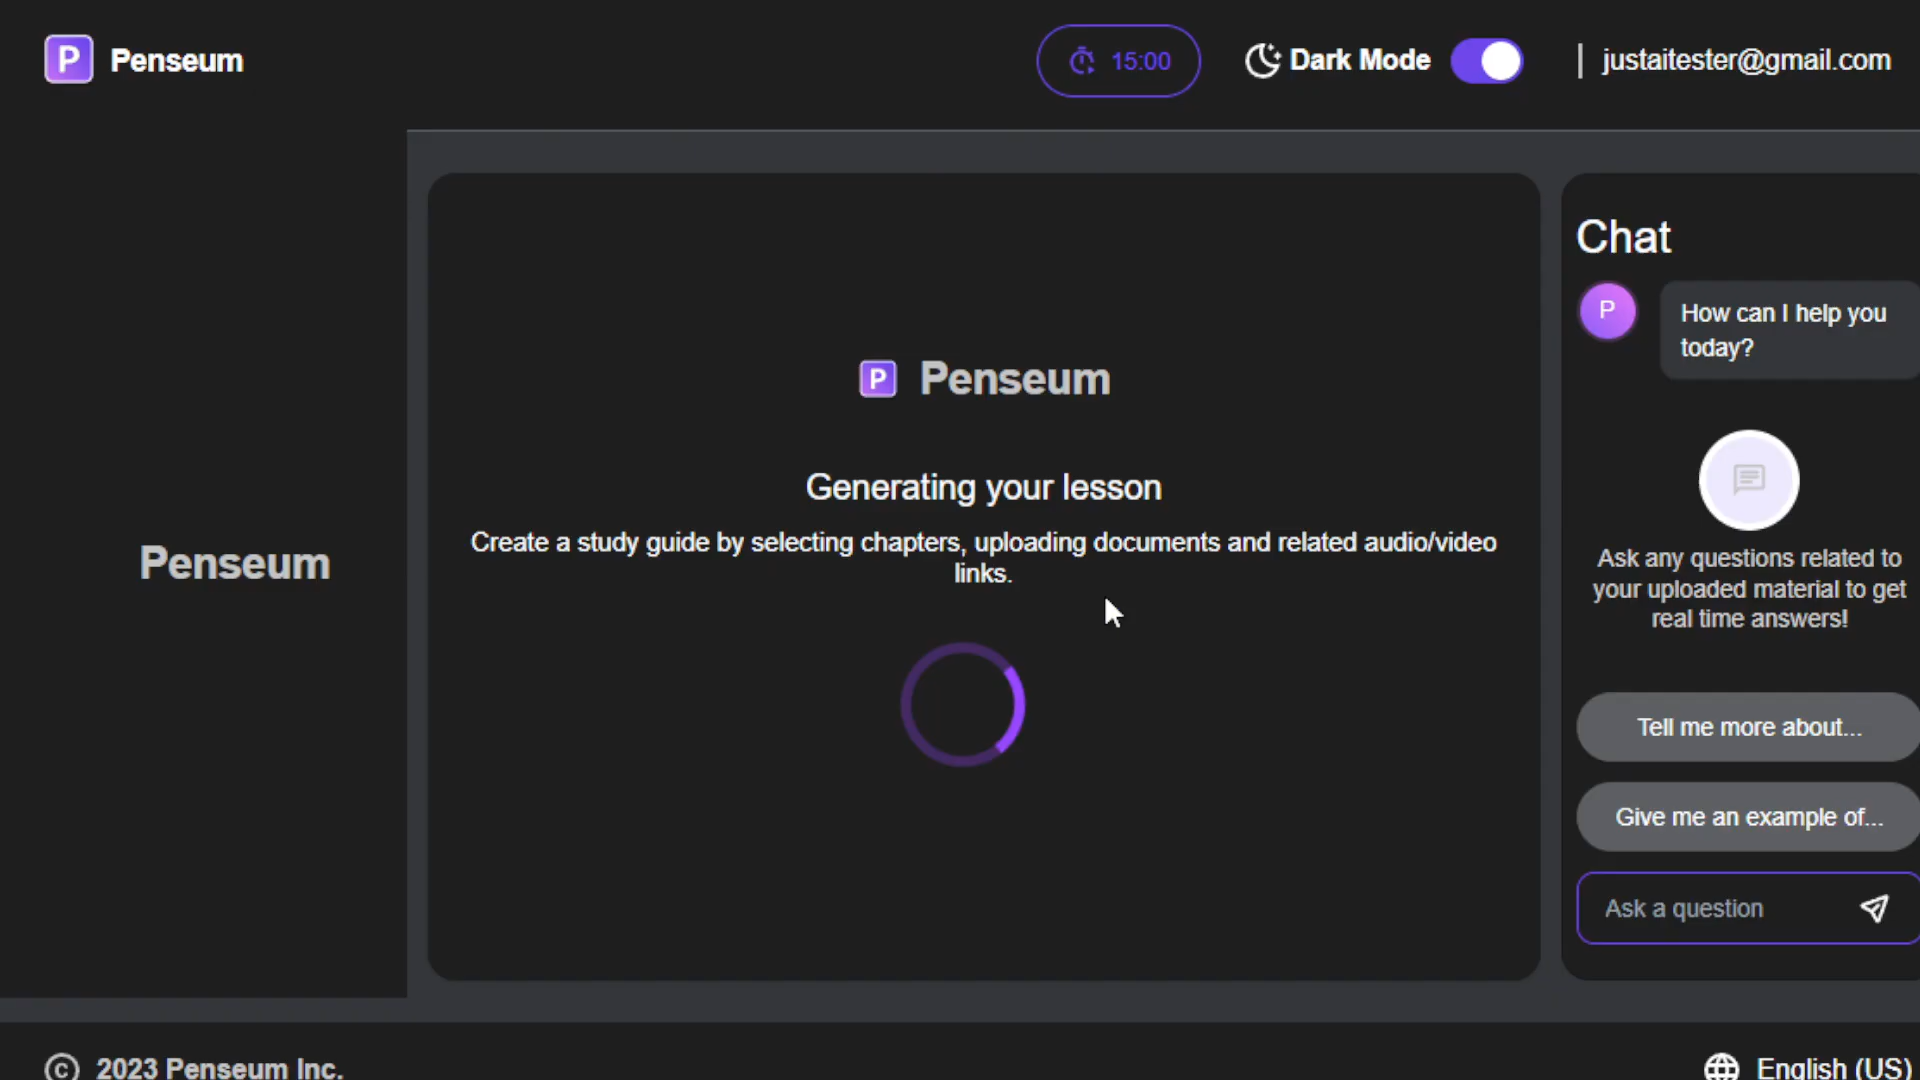 P Penseum
15:00
Dark Mode
justaitester@gmail.com
Penseum
P Penseum
Generating your lesson
Create a study guide by selecting chapters, uploading documents and related audio/video
links.
Chat
P
How can I help you
today?
Ask any questions related to
your uploaded material to get
real time answers!
Tell me more about...
Give me an example of...
Ask a question
© 2023 Penseum Inc.
English (US)